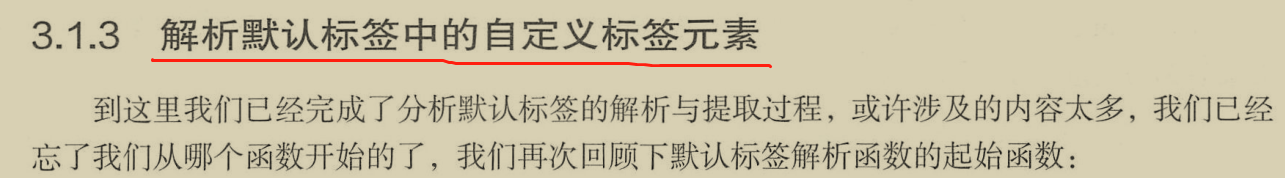 3.1.3 解析默认标签中的自定义标签元素
到这里我们已经完成了分析默认标签的解析与提取过程，或许涉及的内容太多，我们已经
忘了我们从哪个函数开始的了，我们再次回顾下默认标签解析函数的起始函数：